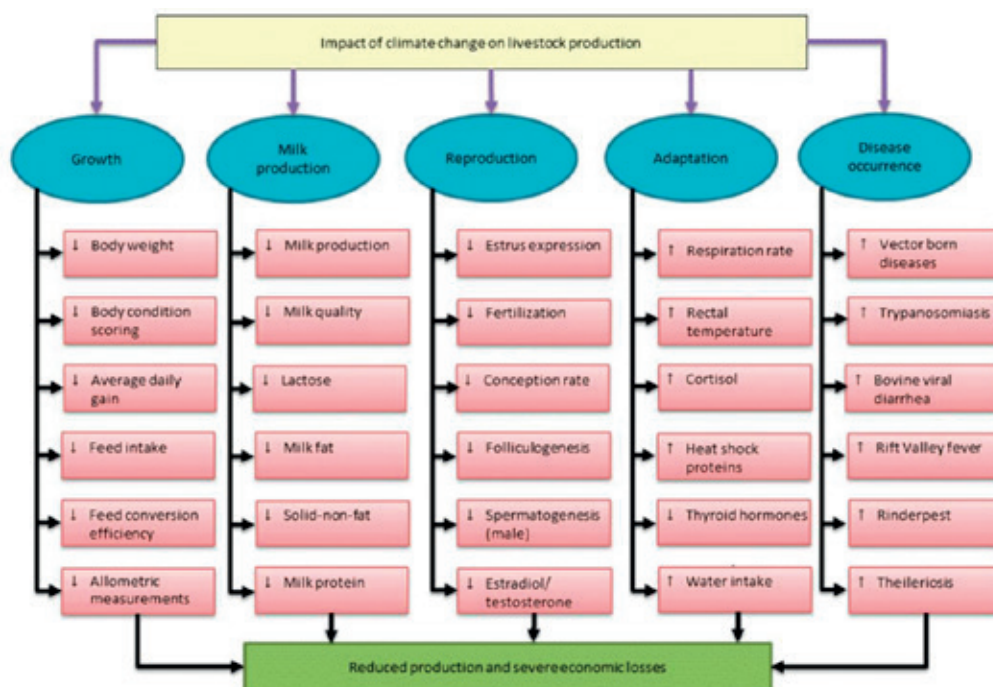 Impact of climate change on livestock production
Growth
↓ Body weight
↓ Body condition
scoring
↓ Average daily
gain
↓ Feed intake
↓ Feed conversion
efficiency
↓ Allometric
measurements
Milk
production
↓ Milk production
↓ Milk quality
↓ Lactose
↓ Milk fat
↓ Solid-non-fat
↓ Milk protein
Reproduction
↓ Estrus expression
↓ Fertilization
↓ Conception rate
↓ Folliculogenesis
↓ Spermatogenesis
(male)
↓ Estradiol/
testosterone
Adaptation
↑ Respiration rate
↑ Rectal
temperature
↑ Cortisol
↑ Heat shock
proteins
↓ Thyroid hormones
↑ Water intake
Disease
occurrence
↑ Vector born
diseases
↑ Trypanosomiasis
↑ Bovine viral
diarrhea
↑ Rift Valley fever
↑ Rinderpest
↑ Theileriosis
Reduced production and severe economic losses